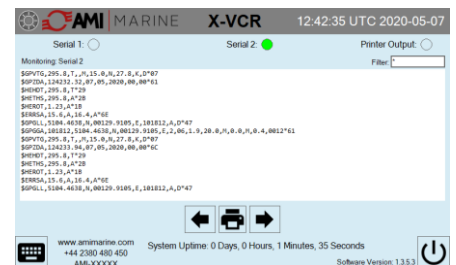 AMI MARINE X-VCR 12:42:35 UTC 2020-05-07
Serial 1: Serial 2: Printer Output:
Monitoring: Serial 2 Filter: *
$GPVTG,295.8,T,,M,15.0,N,27.8,K,D*07
$GPZDA,124232.32,07,05,2020,00,00*61
$HEHDT,295.8,T*29
$HETHS,295.8,A*2B
$HEROT,1.23,A*1B
$ERRSA,15.6,A,16.4,A*6E
$GPGLL,5104.4638,N,00129.9105,E,101812,A,D*47
$GPGGA,101812,5104.4638,N,00129.9105,E,2,06,1.9,20.0,M,0.0,M,0.4,0012*61
$GPVTG,295.8,T,,M,15.0,N,27.8,K,D*07
$GPZDA,124233.94,07,05,2020,00,00*6C
$HEHDT,295.8,T*29
$HETHS,295.8,A*2B
$HEROT,1.23,A*1B
$ERRSA,15.6,A,16.4,A*6E
$GPGLL,5104.4638,N,00129.9105,E,101812,A,D*47
www.amimarine.com
+44 2380 480 450
AMI-XXXXX
System Uptime: 0 Days, 0 Hours, 1 Minutes, 35 Seconds
Software Version: 1.3.5.3